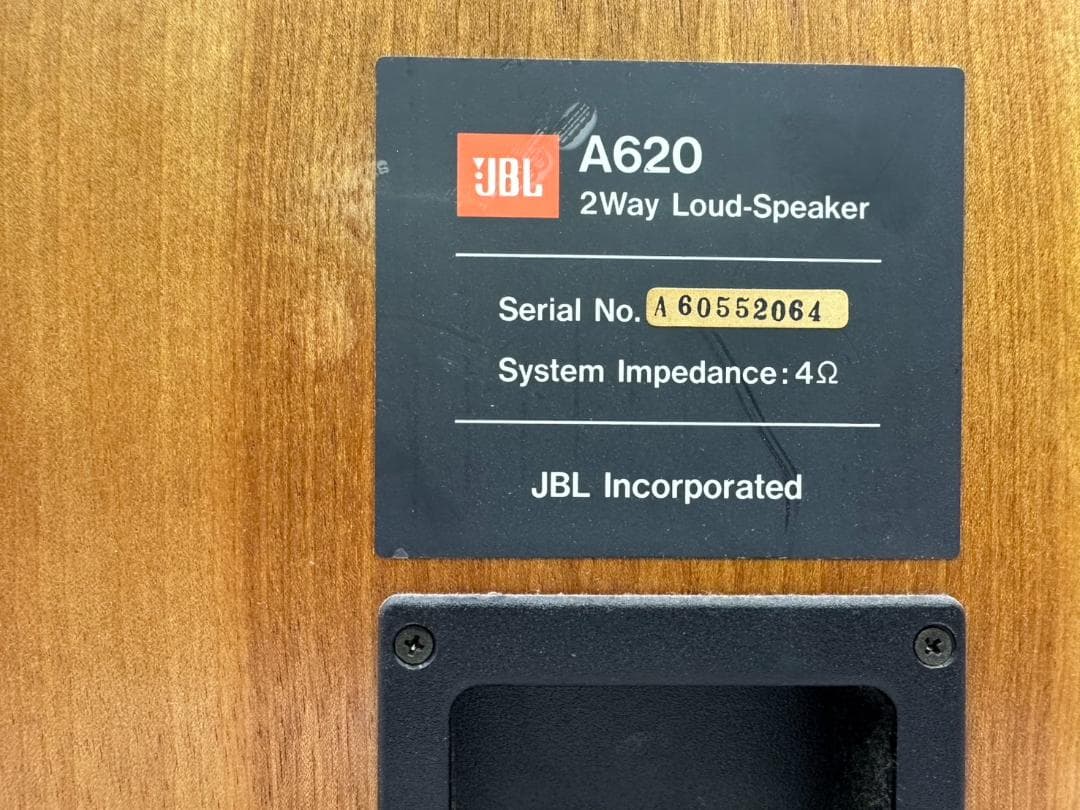 JBL
A620
2Way Loud-Speaker
Serial No. A 60552064
System Impedance: 4Ω
JBL Incorporated